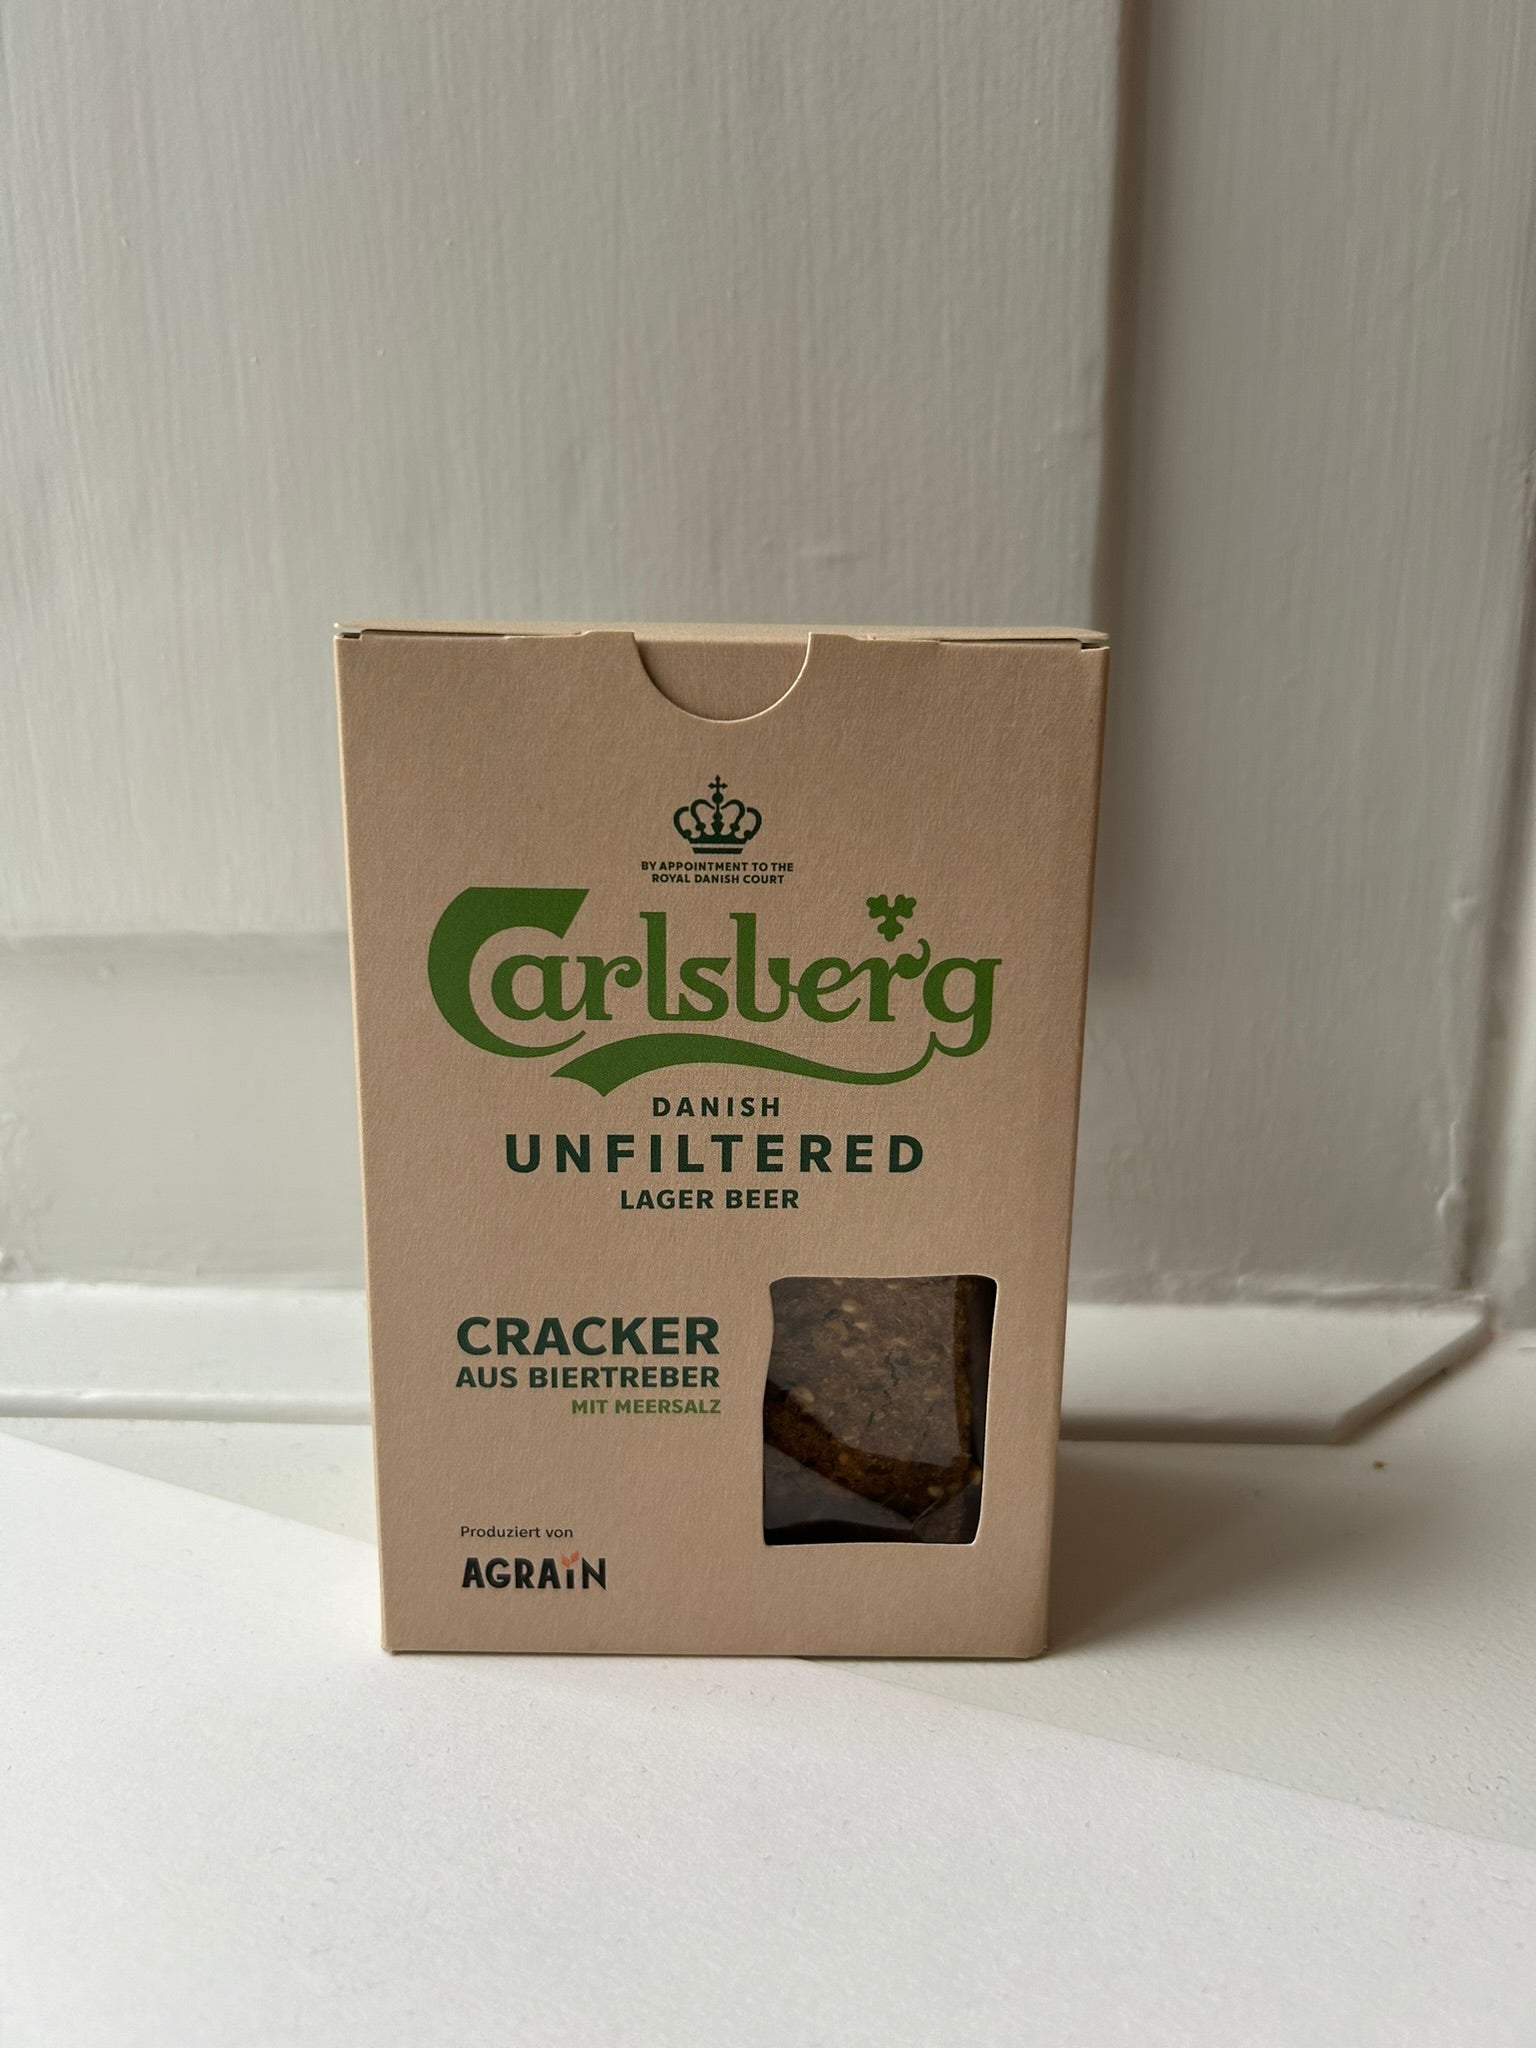 BY APPOINTMENT TO THE
ROYAL DANISH COURT
Carlsberg
DANISH
UNFILTERED
LAGER BEER
CRACKER
AUS BIERTREBER
MIT MEERSALZ
Produziert von
AGRAIN